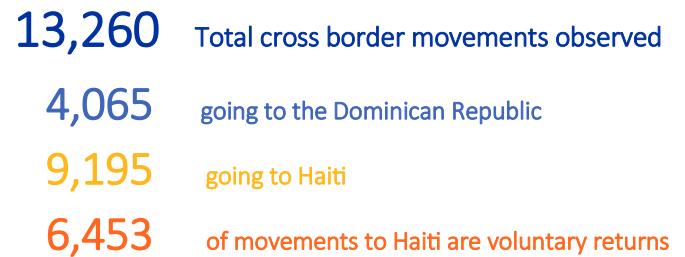 13,260 Total cross border movements observed
4,065 going to the Dominican Republic
9,195 going to Haiti
6,453 of movements to Haiti are voluntary returns